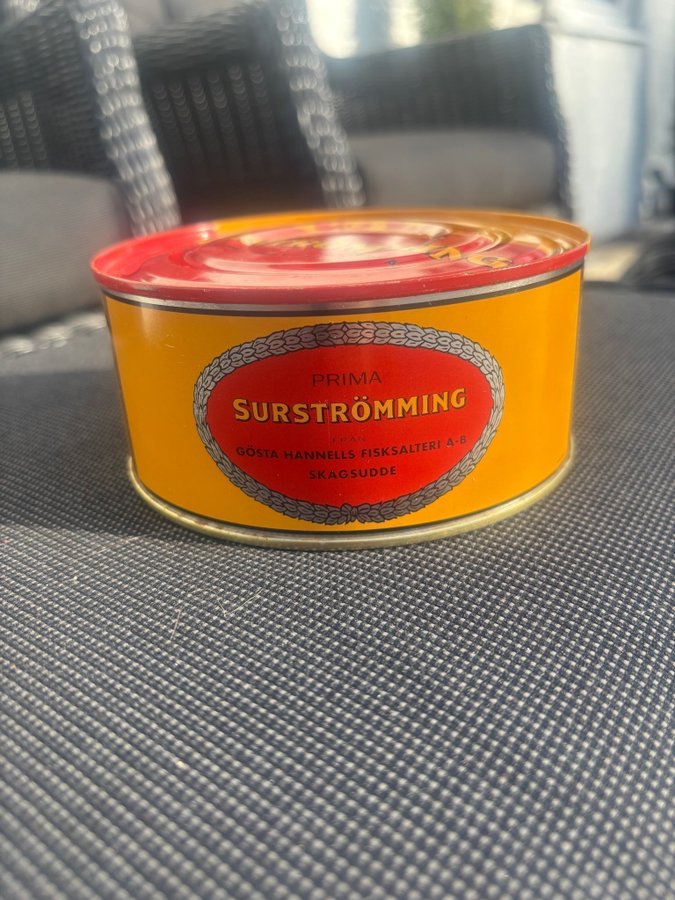 PRIMA
SURSTRÖMMING
FRÅN
GÖSTA HANNELLS FISKSALTERI A-B
SKAGSUDDE